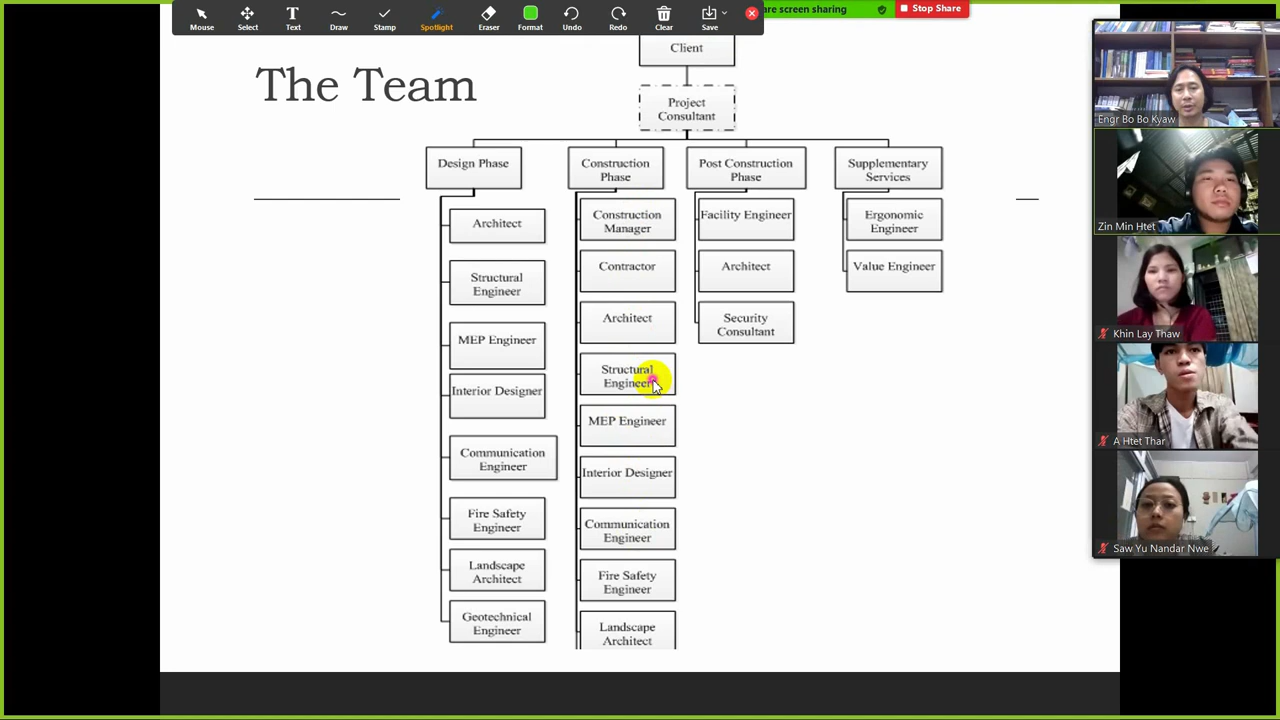 Mouse
Select
Text
Draw
Stamp
Spotlight
Eraser
Format
Undo
Redo
Clear
Save
are screen sharing
Stop Share
The Team
Client
Project
Consultant
Design Phase
Architect
Structural
Engineer
MEP Engineer
Interior Designer
Communication
Engineer
Fire Safety
Engineer
Landscape
Architect
Geotechnical
Engineer
Construction
Phase
Construction
Manager
Contractor
Architect
Structural
Engineer
MEP Engineer
Interior Designer
Communication
Engineer
Fire Safety
Engineer
Landscape
Architect
Post Construction
Phase
Facility Engineer
Architect
Security
Consultant
Supplementary
Services
Ergonomic
Engineer
Value Engineer
Engr Bo Bo Kyaw
Zin Min Htet
Khin Lay Thaw
A Htet Thar
Saw Yu Nandar Nwe